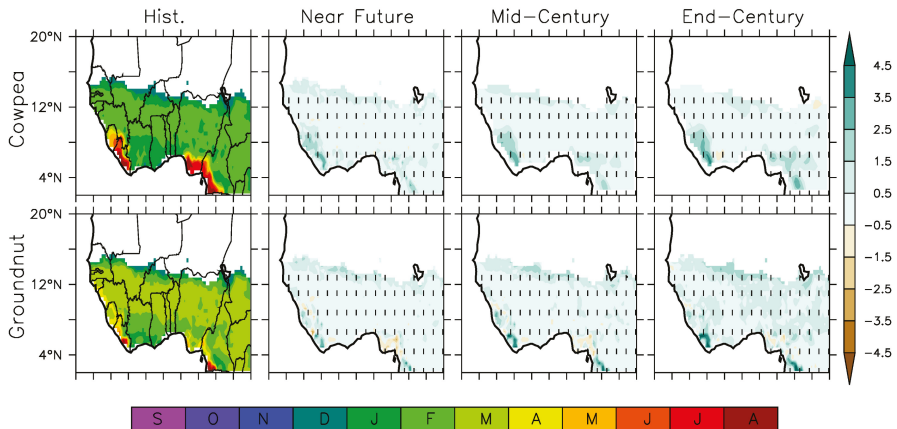 Hist. Near Future Mid-Century End-Century
20°N
12°N
4°N
Cowpea
20°N
12°N
4°N
Groundnut
4.5
3.5
2.5
1.5
0.5
-0.5
-1.5
-2.5
-3.5
-4.5
S O N D J F M A M J J A